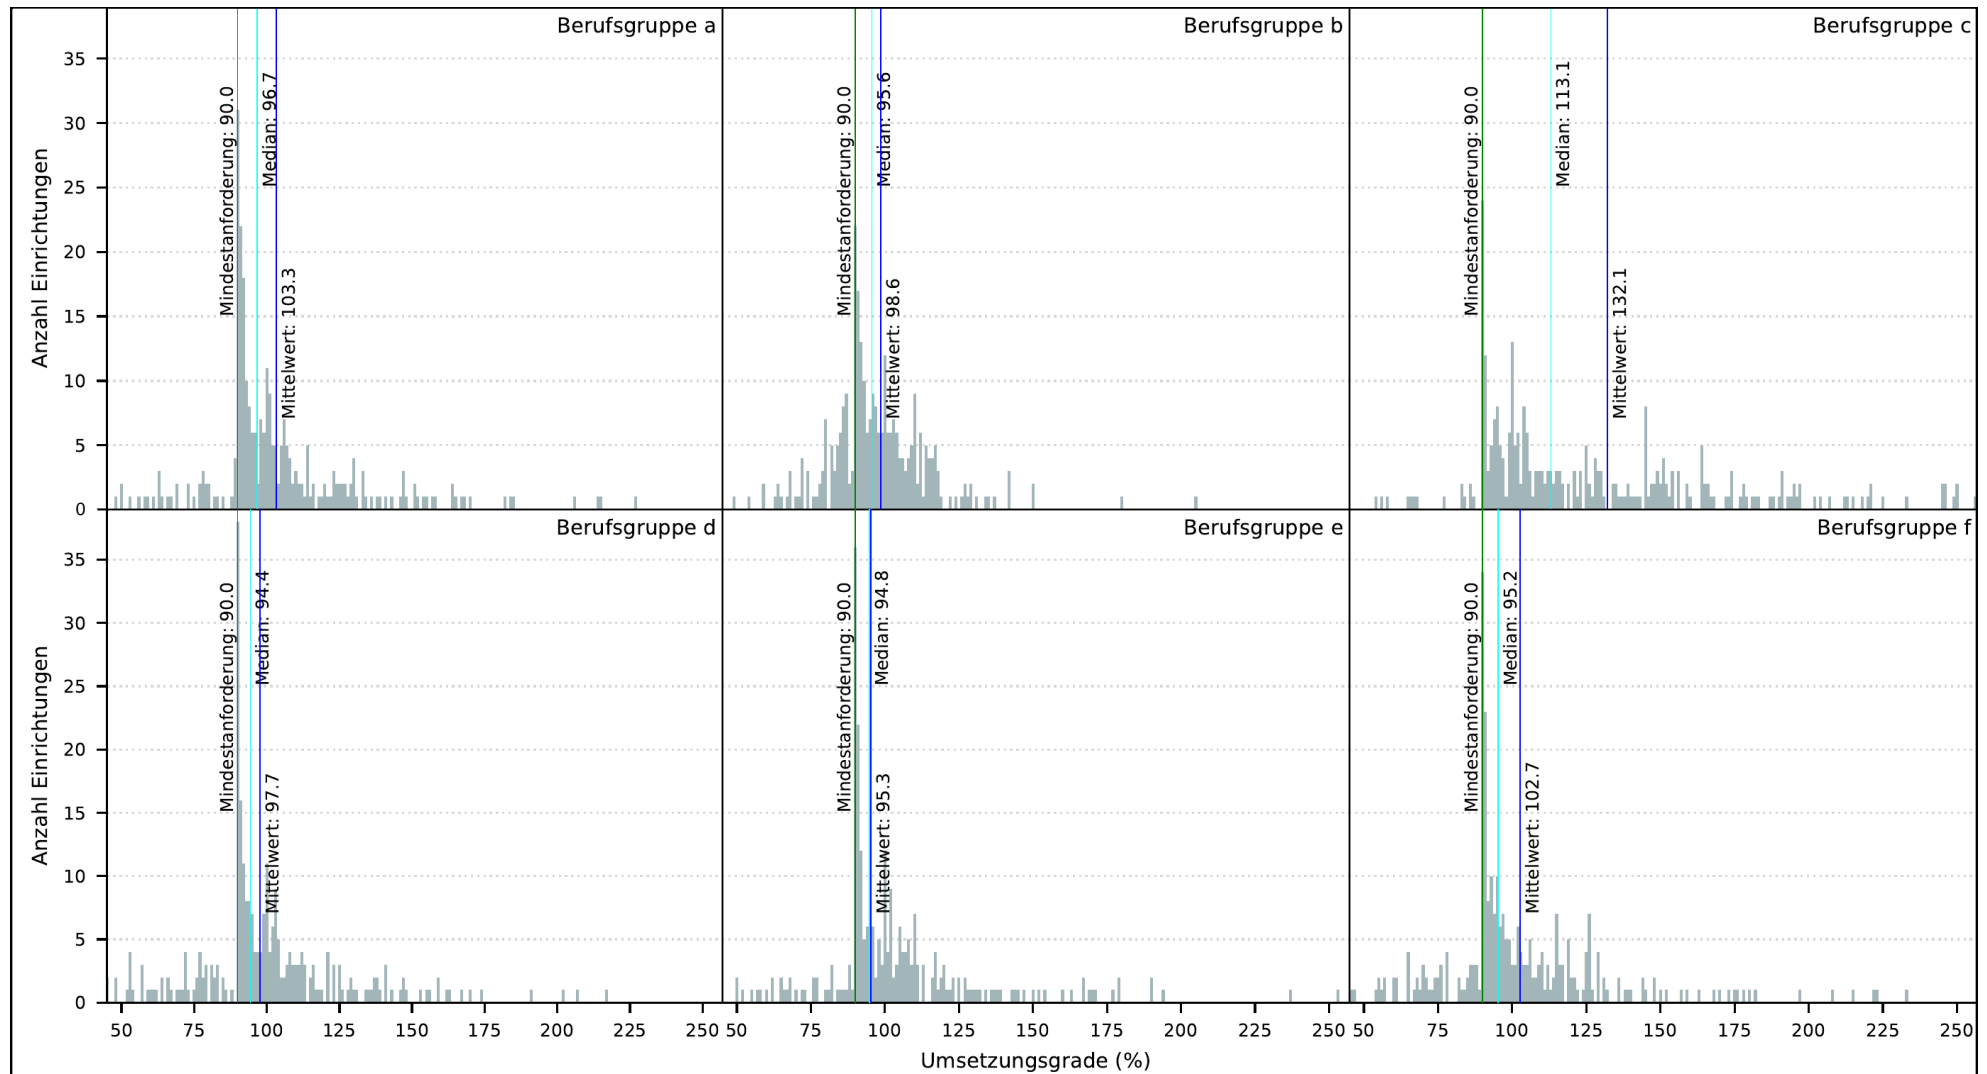 Berufsgruppe a
Berufsgruppe b
Berufsgruppe c
Anzahl Einrichtungen
35
30
25
20
15
10
5
0
Mindestanforderung: 90.0
Median: 96.7
Mittelwert: 103.3
Mindestanforderung: 90.0
Median: 95.6
Mittelwert: 98.6
Mindestanforderung: 90.0
Median: 113.1
Mittelwert: 132.1
Berufsgruppe d
Berufsgruppe e
Berufsgruppe f
Anzahl Einrichtungen
35
30
25
20
15
10
5
0
Mindestanforderung: 90.0
Median: 94.4
Mittelwert: 97.7
Mindestanforderung: 90.0
Median: 94.8
Mittelwert: 95.3
Mindestanforderung: 90.0
Median: 95.2
Mittelwert: 102.7
50 75 100 125 150 175 200 225 250 50 75 100 125 150 175 200 225 250 50 75 100 125 150 175 200 225 250
Umsetzungsgrade (%)